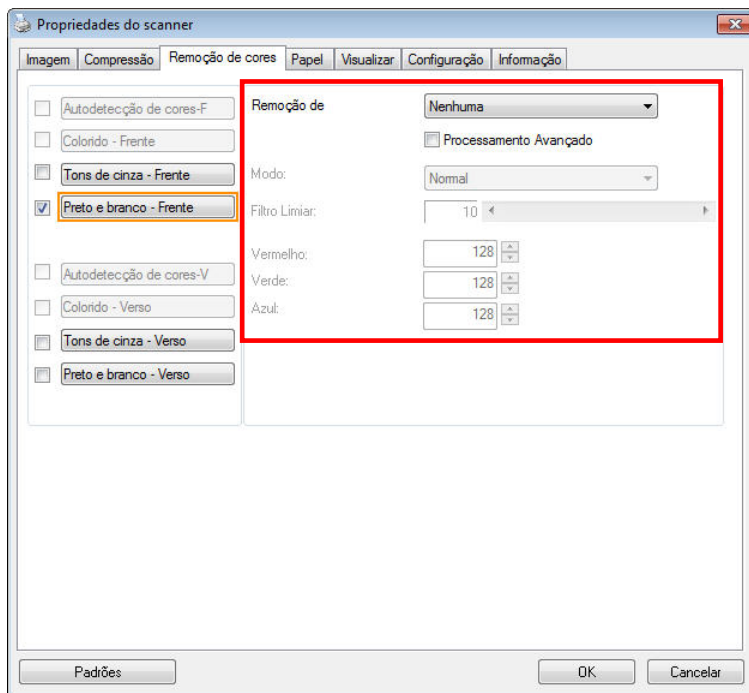 Propriedades do scanner
Imagem Compressão Remoção de cores Papel Visualizar Configuração Informação
Autodetecção de cores-F
Colorido - Frente
Tons de cinza - Frente
Preto e branco - Frente
Autodetecção de cores-V
Colorido - Verso
Tons de cinza - Verso
Preto e branco - Verso
Remoção de Nenhuma
Processamento Avançado
Modo: Normal
Filtro Limiar: 10
Vermelho: 128
Verde: 128
Azul: 128
Padrões OK Cancelar